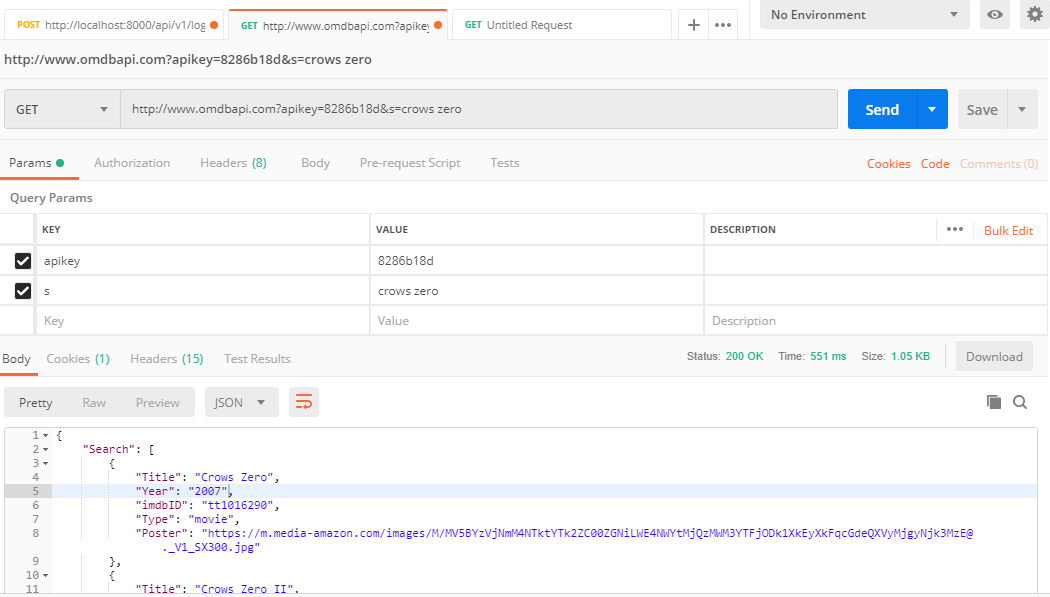 POST http://localhost:8000/api/v1/log GET http://www.omdbapi.com?apikey GET Untitled Request + ••• No Environment
http://www.omdbapi.com?apikey=8286b18d&s=crows zero
GET http://www.omdbapi.com?apikey=8286b18d&s=crows zero Send Save
Params Authorization Headers (8) Body Pre-request Script Tests Cookies Code Comments (0)
Query Params
KEY VALUE DESCRIPTION ••• Bulk Edit
apikey 8286b18d
s crows zero
Key Value Description
Body Cookies (1) Headers (15) Test Results Status: 200 OK Time: 551 ms Size: 1.05 KB Download
Pretty Raw Preview JSON
1 {
2 "Search": [
3 {
4 "Title": "Crows Zero",
5 "Year": "2007",
6 "imdbID": "tt1016290",
7 "Type": "movie",
8 "Poster": "https://m.media-amazon.com/images/M/MV5BYzVjNmM4NTktYTk2ZC00ZGNiLWE4NWYtMjQzMWM3YTFjODk1XkEyXkFqcGdeQXVyMjgyNjk3MzE@
._V1_SX300.jpg"
9 },
10 {
11 "Title": "Crows Zero II",